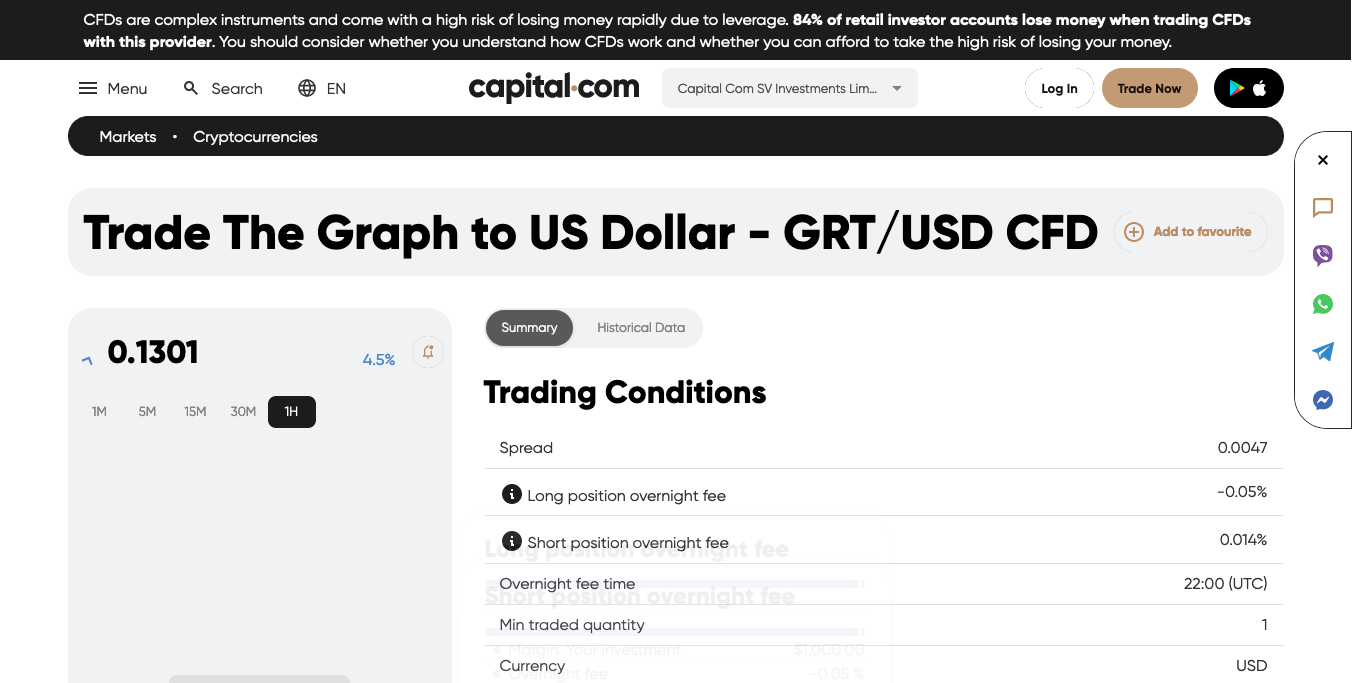 CFDs are complex instruments and come with a high risk of losing money rapidly due to leverage. 84% of retail investor accounts lose money when trading CFDs
with this provider. You should consider whether you understand how CFDs work and whether you can afford to take the high risk of losing your money.
Menu Search EN capital.com Capital Com SV Investments Lim... Log In Trade Now
Markets • Cryptocurrencies
Trade The Graph to US Dollar - GRT/USD CFD Add to favourite
0.1301 4.5%
1M 5M 15M 30M 1H
Summary Historical Data
Trading Conditions
Spread 0.0047
Long position overnight fee -0.05%
Short position overnight fee 0.014%
Long position overnight fee
Overnight fee time 22:00 (UTC)
Short position overnight fee
Min traded quantity 1
Margin. Your investment $1,000.00
Currency USD
Overnight fee -0.05 %